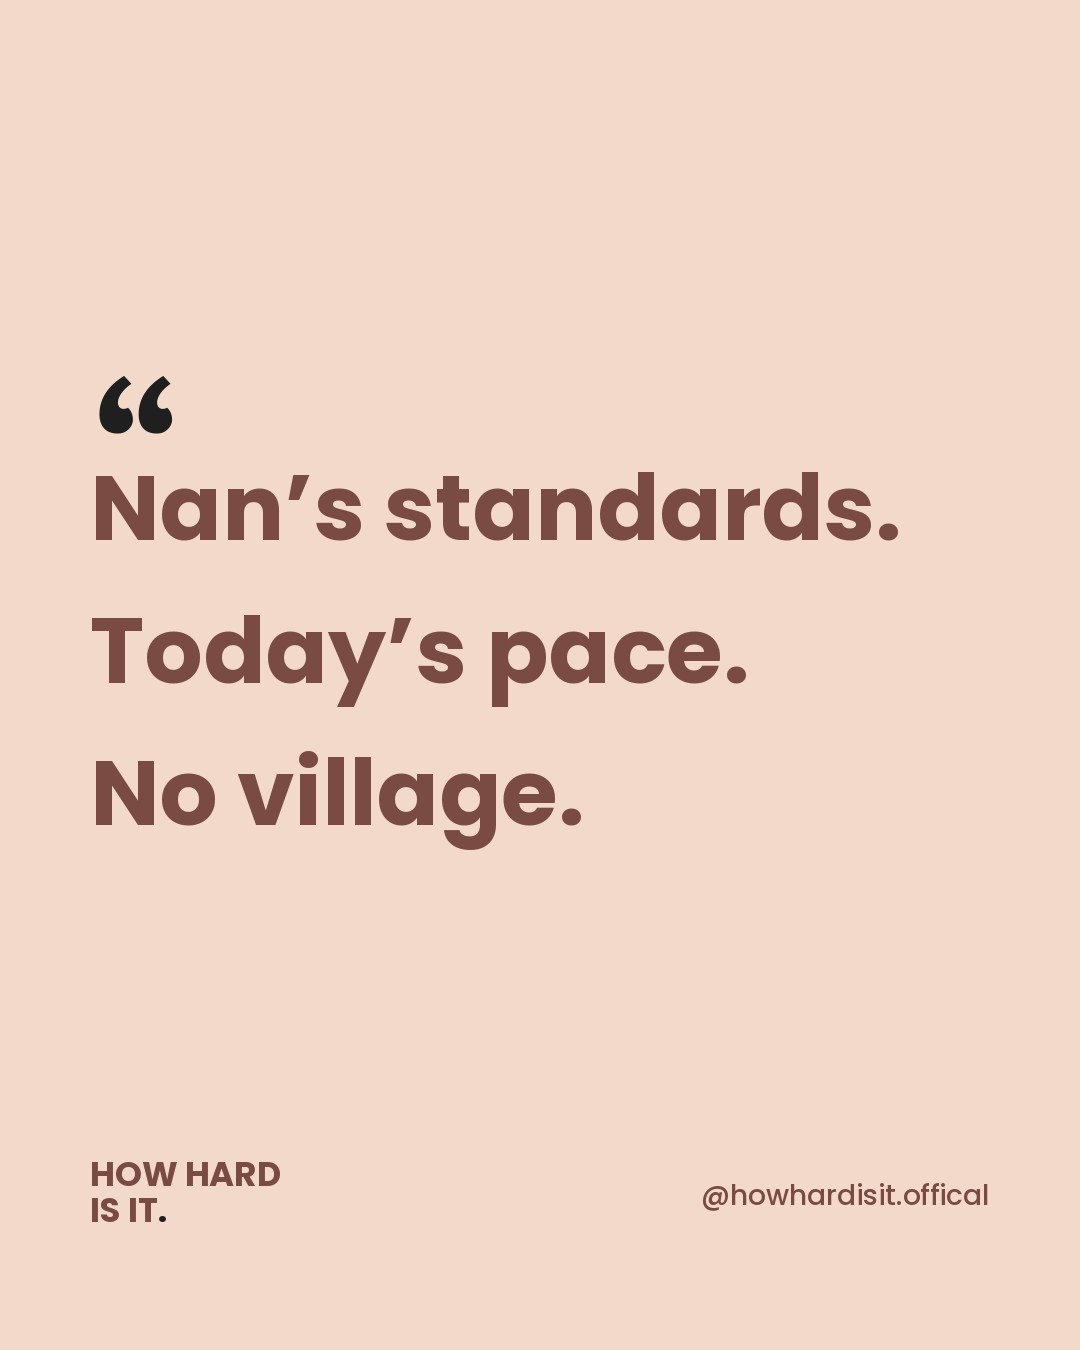 “
Nan’s standards.
Today’s pace.
No village.
HOW HARD
IS IT.
@howhardisit.offical